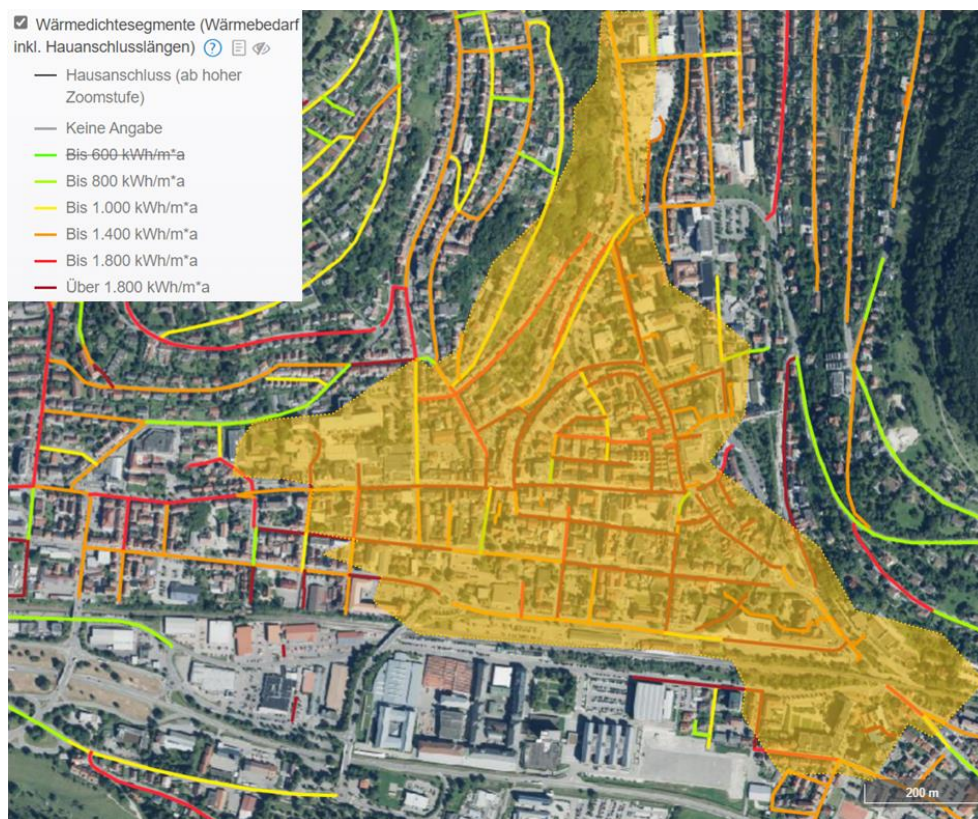 Wärmedichtesegmente (Wärmebedarf
inkl. Hauanschlusslängen) ?
Hausanschluss (ab hoher
Zoomstufe)
Keine Angabe
Bis 600 kWh/m*a
Bis 800 kWh/m*a
Bis 1.000 kWh/m*a
Bis 1.400 kWh/m*a
Bis 1.800 kWh/m*a
Über 1.800 kWh/m*a
200 m